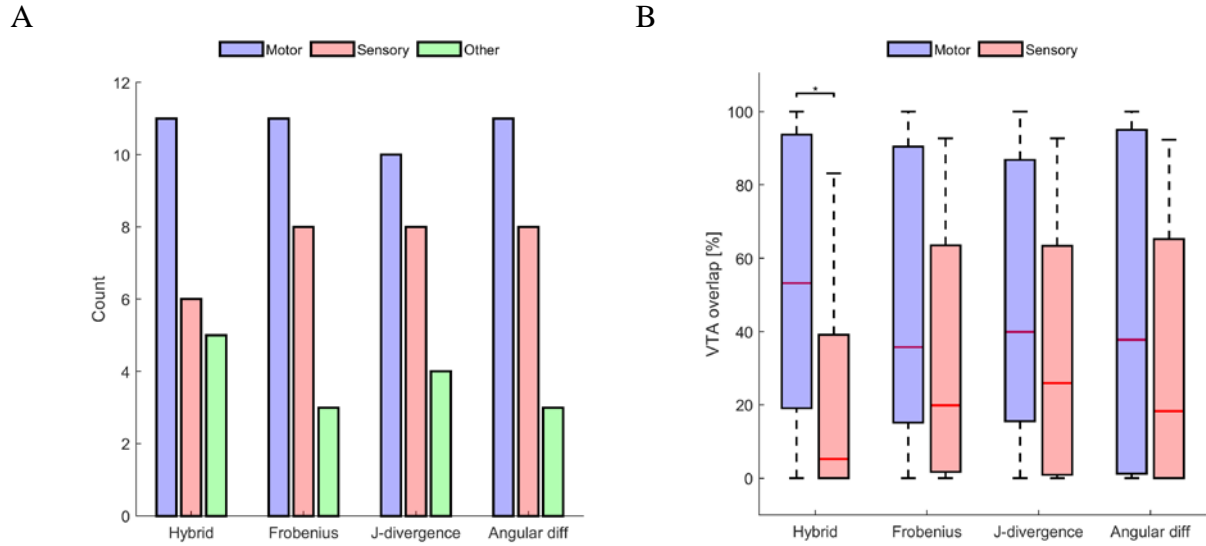 A
Motor Sensory Other
12
10
8
6
4
2
0
Count
Hybrid Frobenius J-divergence Angular diff
B
Motor Sensory
*
100
80
60
40
20
0
VTA overlap [%]
Hybrid Frobenius J-divergence Angular diff